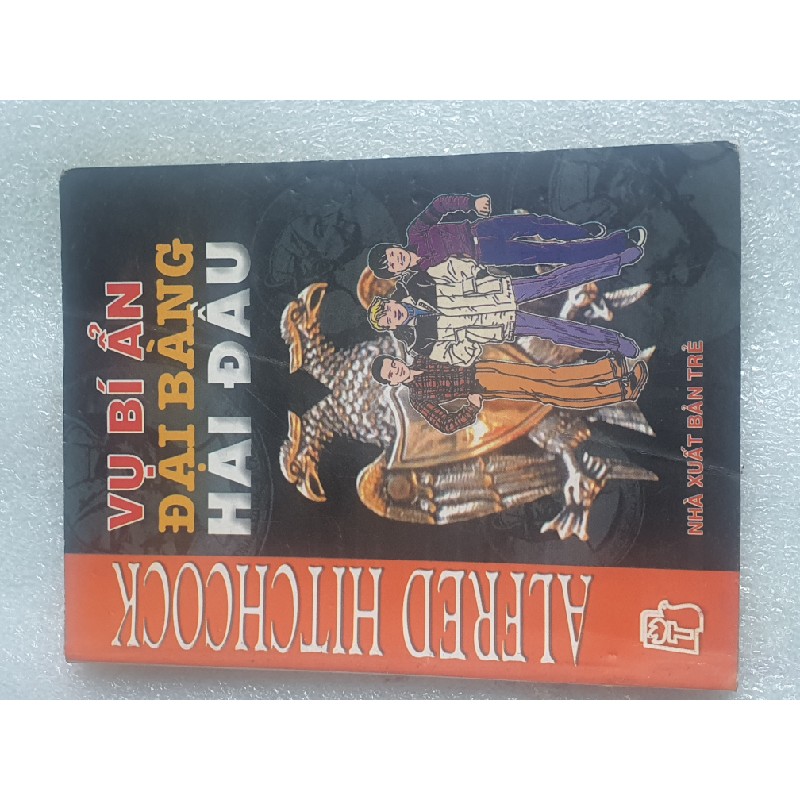 VỤ BÍ ẨN
ĐẠI BÀNG
HAI ĐẦU
ALFRED HITCHCOCK
NHÀ XUẤT BẢN TRẺ